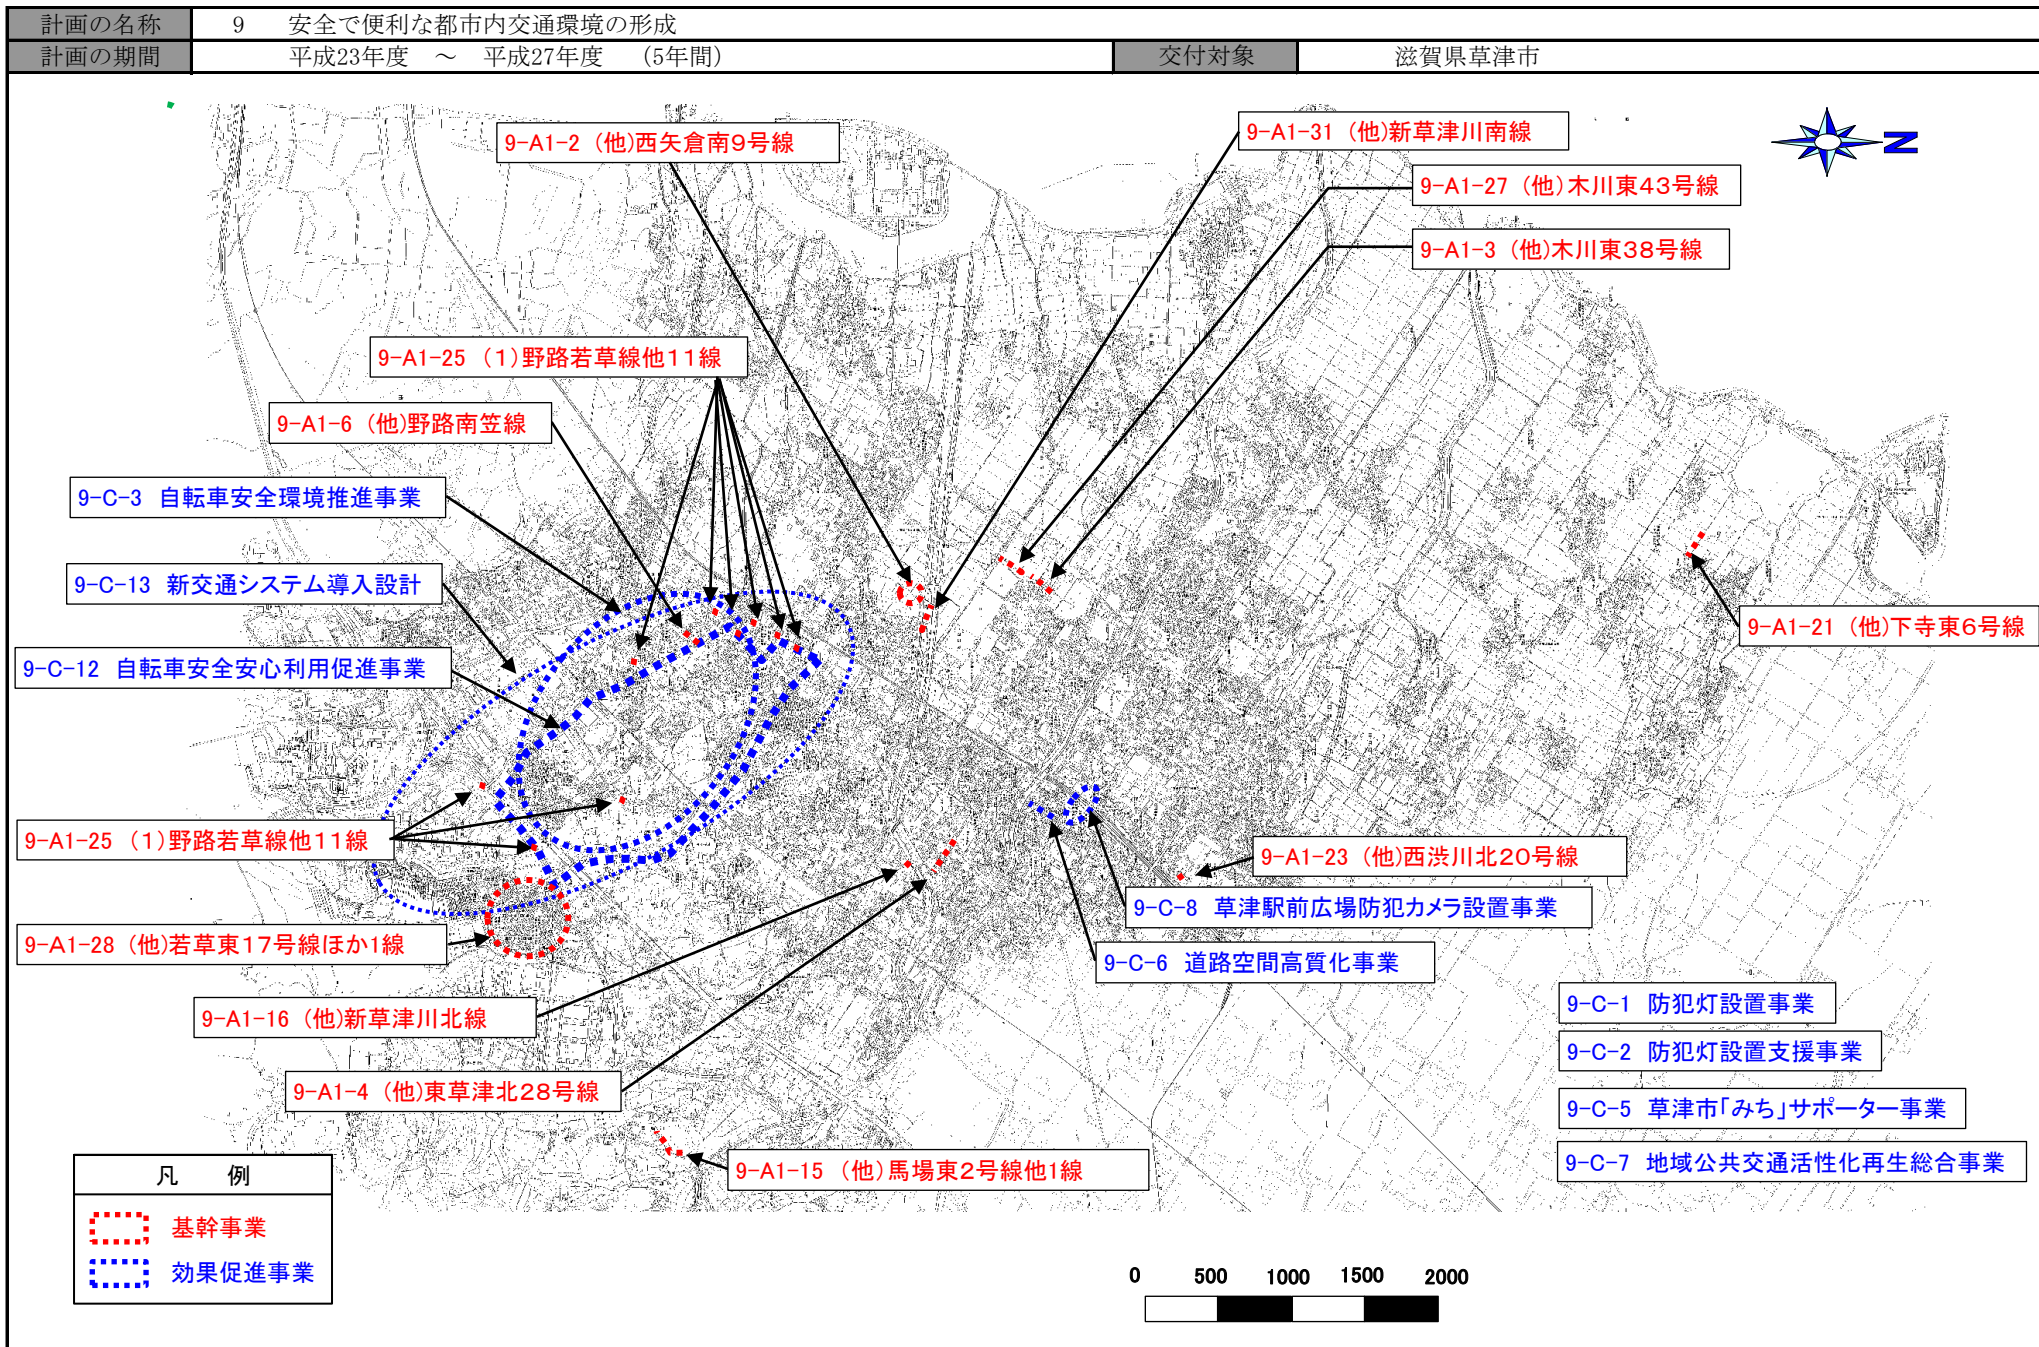 計画の名称 9 安全で便利な都市内交通環境の形成
計画の期間 平成23年度 ～ 平成27年度 (5年間) 交付対象 滋賀県草津市
9-A1-2 (他)西矢倉南9号線
9-A1-31 (他)新草津川南線
N
9-A1-27 (他)木川東43号線
9-A1-3 (他)木川東38号線
9-A1-25 (1)野路若草線他11線
9-A1-6 (他)野路南笠線
9-C-3 自転車安全環境推進事業
9-C-13 新交通システム導入設計
9-A1-21 (他)下寺東6号線
9-C-12 自転車安全安心利用促進事業
9-A1-25 (1)野路若草線他11線
9-A1-23 (他)西渋川北20号線
9-C-8 草津駅前広場防犯カメラ設置事業
9-A1-28 (他)若草東17号線ほか1線
9-C-6 道路空間高質化事業
9-A1-16 (他)新草津川北線
9-C-1 防犯灯設置事業
9-C-2 防犯灯設置支援事業
9-A1-4 (他)東草津北28号線
9-C-5 草津市「みち」サポーター事業
9-A1-15 (他)馬場東2号線他1線
9-C-7 地域公共交通活性化再生総合事業
凡 例
基幹事業
効果促進事業
0 500 1000 1500 2000